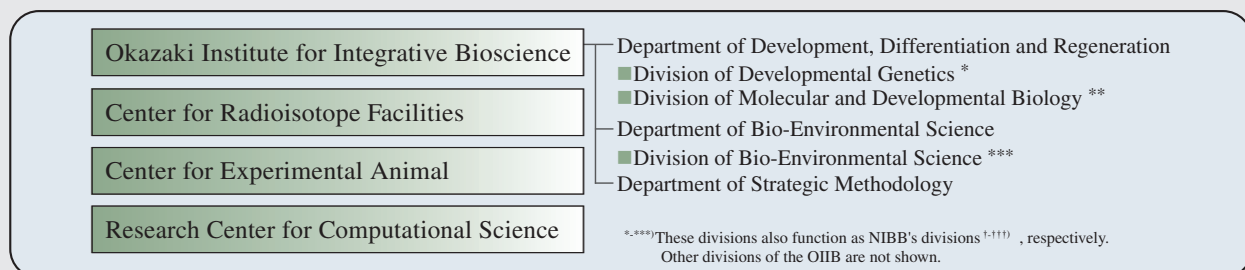 Okazaki Institute for Integrative Bioscience
Center for Radioisotope Facilities
Center for Experimental Animal
Research Center for Computational Science
Department of Development, Differentiation and Regeneration
■Division of Developmental Genetics *
■Division of Molecular and Developmental Biology **
Department of Bio-Environmental Science
■Division of Bio-Environmental Science ***
Department of Strategic Methodology
*-***)These divisions also function as NIBB's divisions †-†††) , respectively.
Other divisions of the OIIB are not shown.